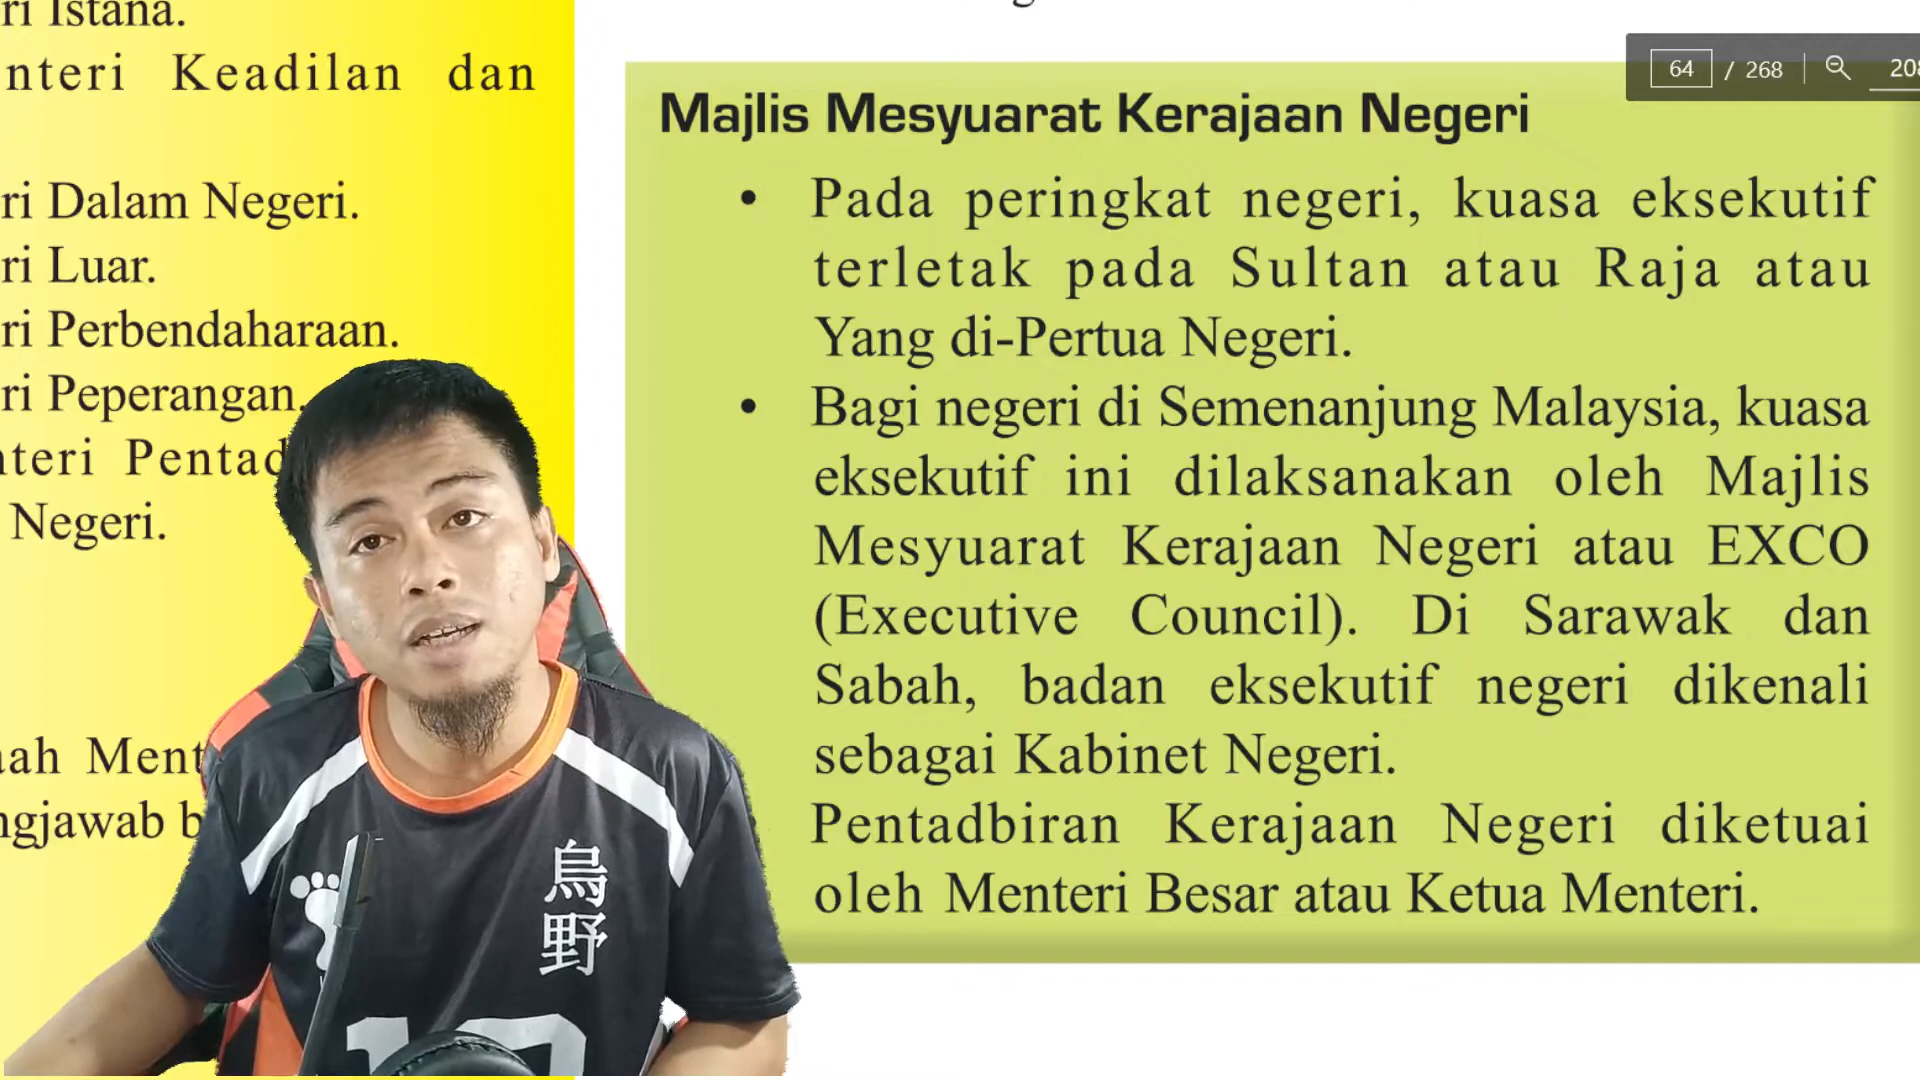 ri Istana.
nteri Keadilan dan
ri Dalam Negeri.
ri Luar.
ri Perbendaharaan.
ri Peperangan.
nteri Pentad
Negeri.
ah Ment
ngjawab b
64 / 268 208
Majlis Mesyuarat Kerajaan Negeri
• Pada peringkat negeri, kuasa eksekutif
terletak pada Sultan atau Raja atau
Yang di-Pertua Negeri.
• Bagi negeri di Semenanjung Malaysia, kuasa
eksekutif ini dilaksanakan oleh Majlis
Mesyuarat Kerajaan Negeri atau EXCO
(Executive Council). Di Sarawak dan
Sabah, badan eksekutif negeri dikenali
sebagai Kabinet Negeri.
Pentadbiran Kerajaan Negeri diketuai
oleh Menteri Besar atau Ketua Menteri.
烏
野